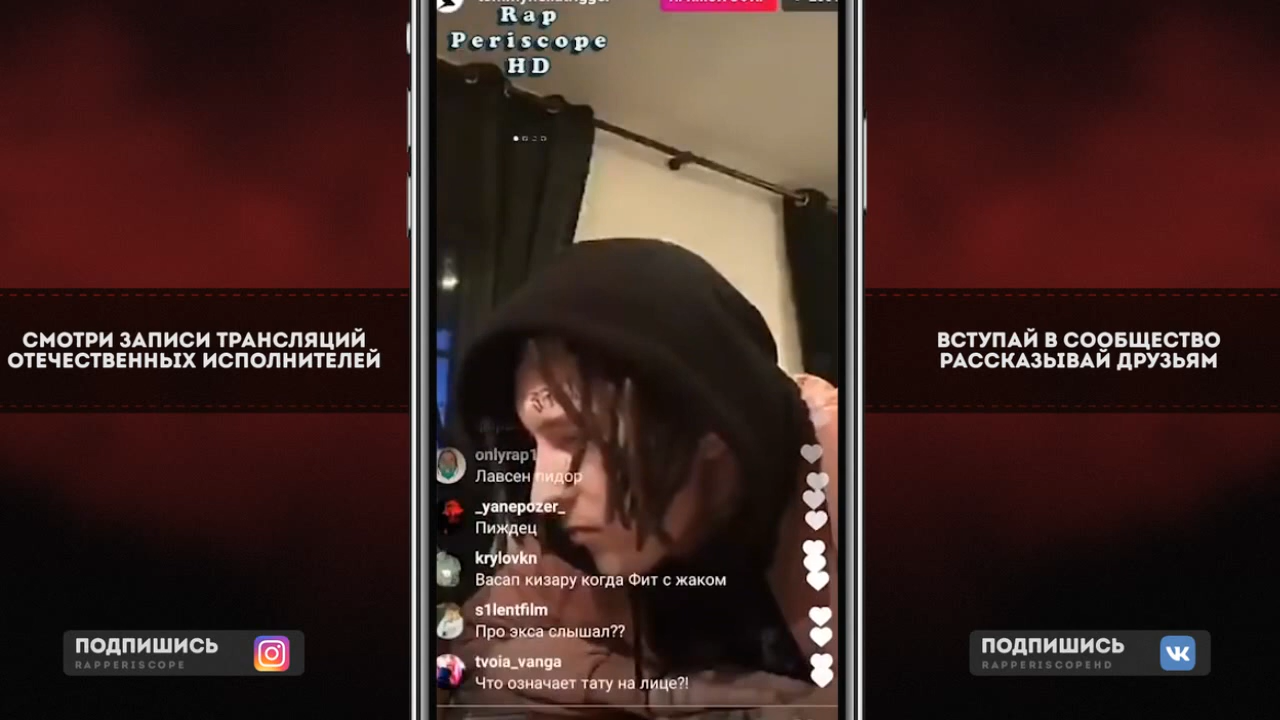 Rap
Periscope
HD
СМОТРИ ЗАПИСИ ТРАНСЛЯЦИЙ
ОТЕЧЕСТВЕННЫХ ИСПОЛНИТЕЛЕЙ
ВСТУПАЙ В СООБЩЕСТВО
РАССКАЗЫВАЙ ДРУЗЬЯМ
onlyrap1
Лавсен пидор
_yanepozer_
Пиждец
krylovkn
Васап кизару когда Фит с жаком
s1lentfilm
Про экса слышал??
tvoia_vanga
Что означает тату на лице?!
ПОДПИШИСЬ
RAPPERISCOPE
ПОДПИШИСЬ
RAPPERISCOPEHD